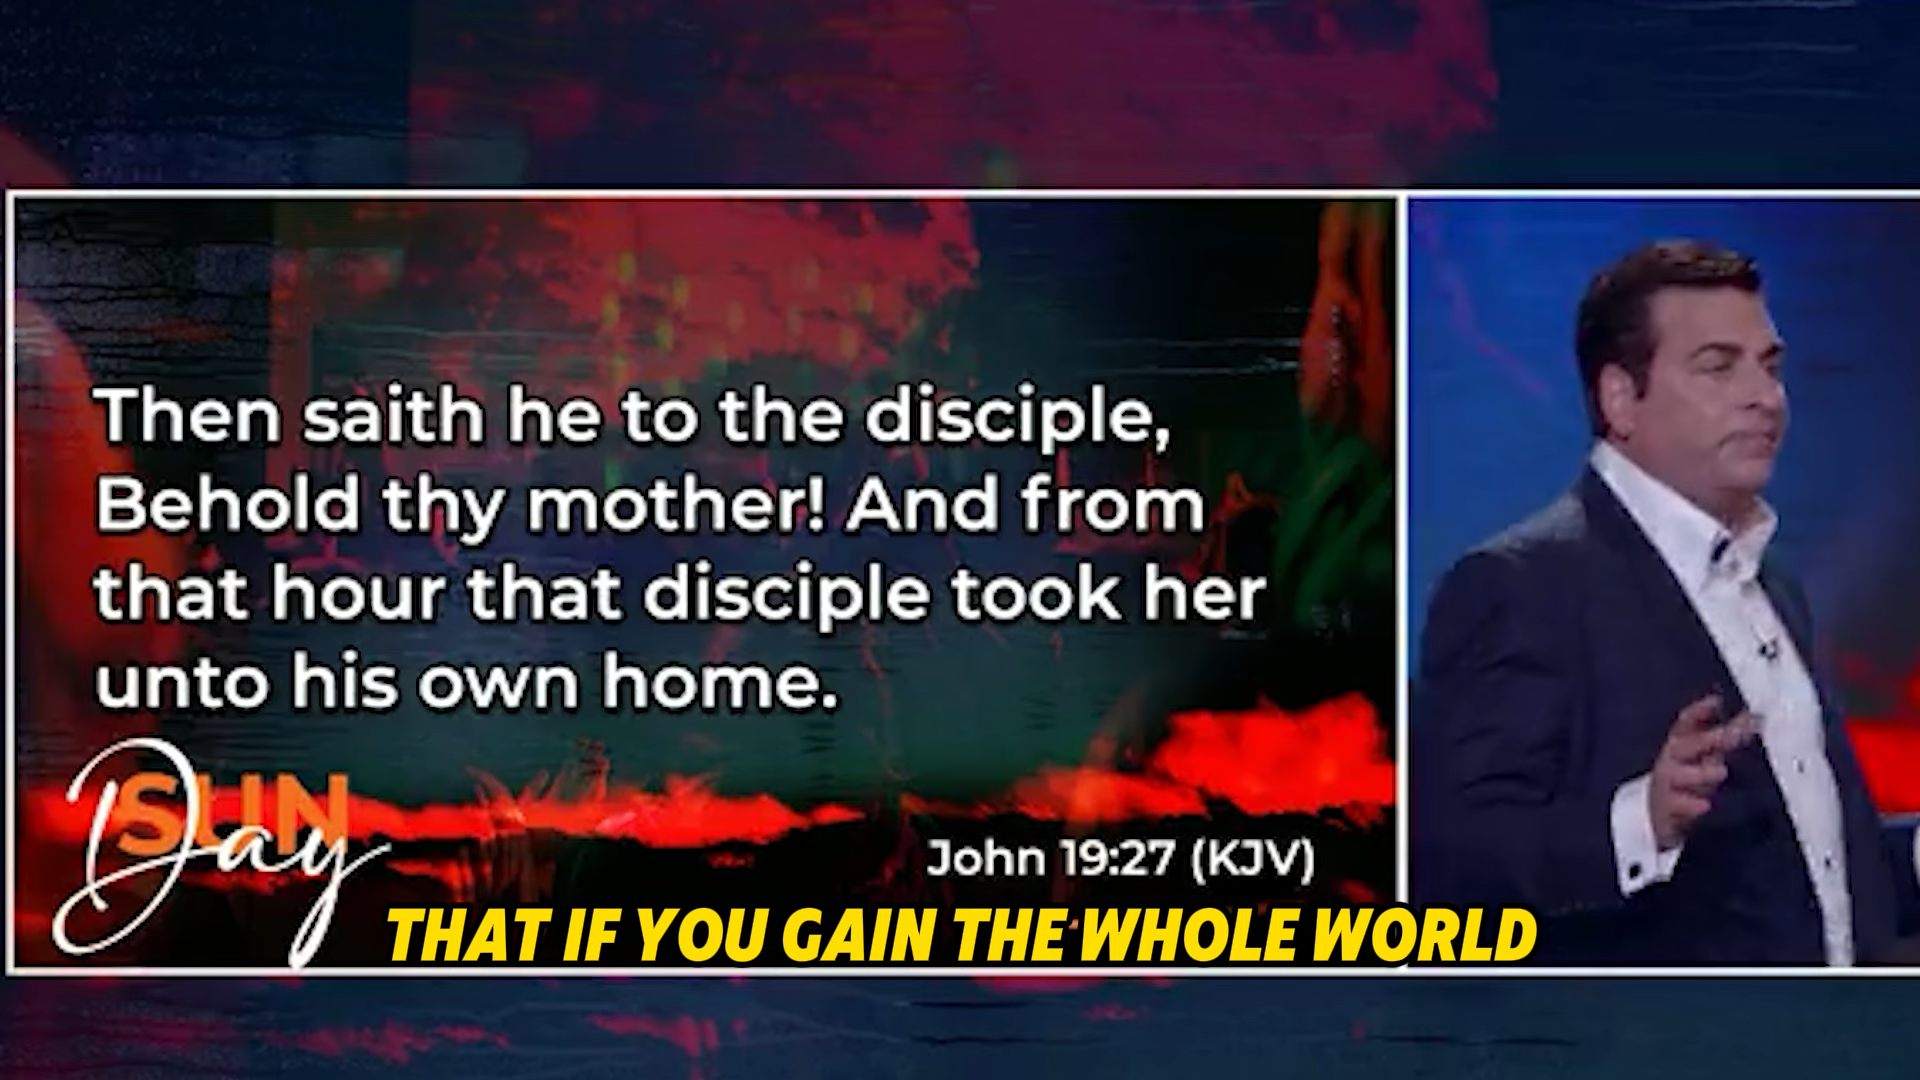 Then saith he to the disciple,
Behold thy mother! And from
that hour that disciple took her
unto his own home.
SUN
Day
John 19:27 (KJV)
THAT IF YOU GAIN THE WHOLE WORLD